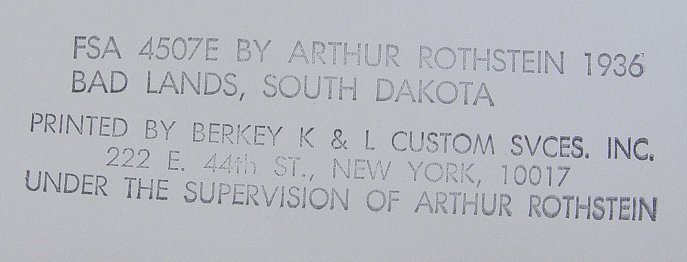 FSA 4507E BY ARTHUR ROTHSTEIN 1936
BAD LANDS, SOUTH DAKOTA
PRINTED BY BERKEY K & L CUSTOM SVCES. INC.
222 E. 44th ST., NEW YORK, 10017
UNDER THE SUPERVISION OF ARTHUR ROTHSTEIN